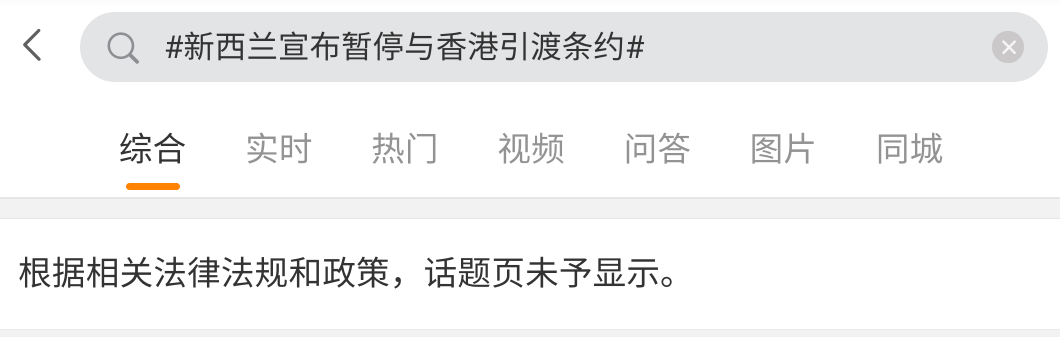 #新西兰宣布暂停与香港引渡条约#
综合 实时 热门 视频 问答 图片 同城
根据相关法律法规和政策，话题页未予显示。